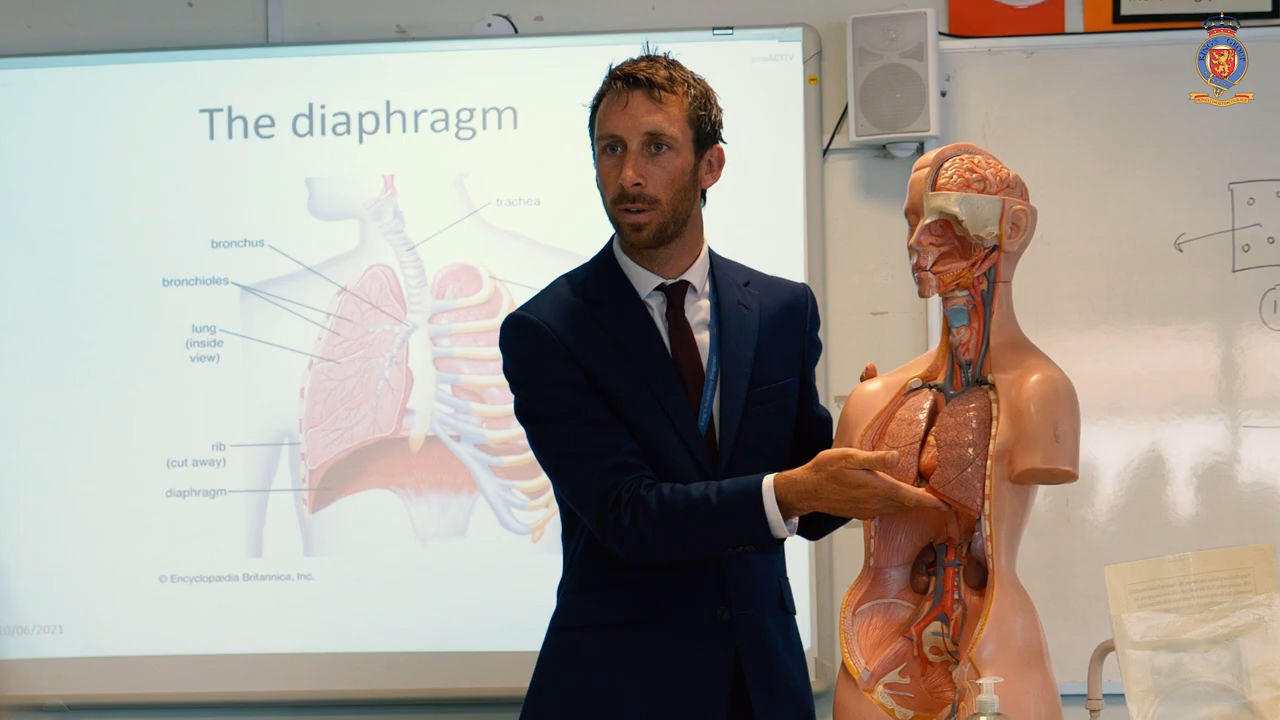 The diaphragm
trachea
bronchus
bronchioles
lung
(inside
view)
rib
(cut away)
diaphragm
© Encyclopædia Britannica, Inc.
10/06/2021